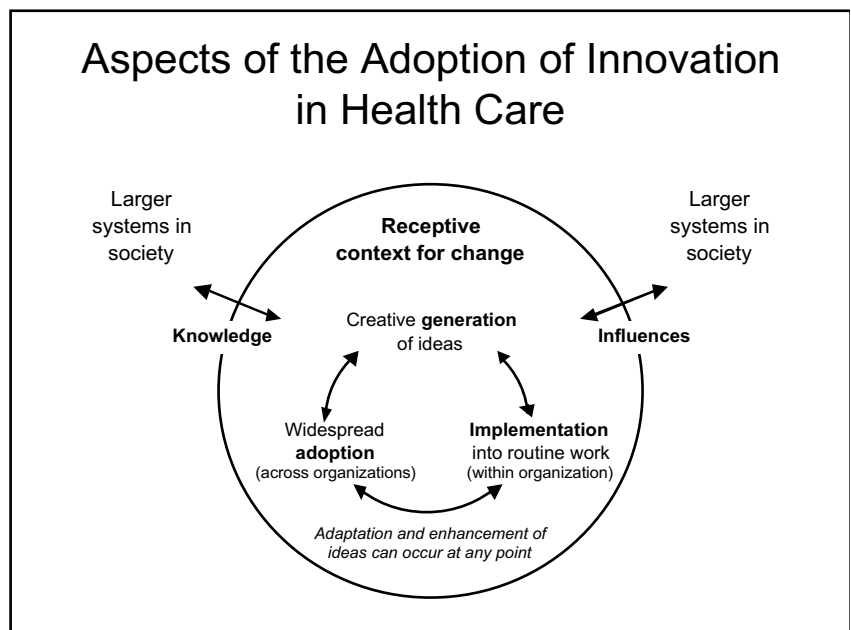 Aspects of the Adoption of Innovation
in Health Care
Larger
systems in
society
Larger
systems in
society
Receptive
context for change
Knowledge
Influences
Creative generation
of ideas
Widespread
adoption
(across organizations)
Implementation
into routine work
(within organization)
Adaptation and enhancement of
ideas can occur at any point